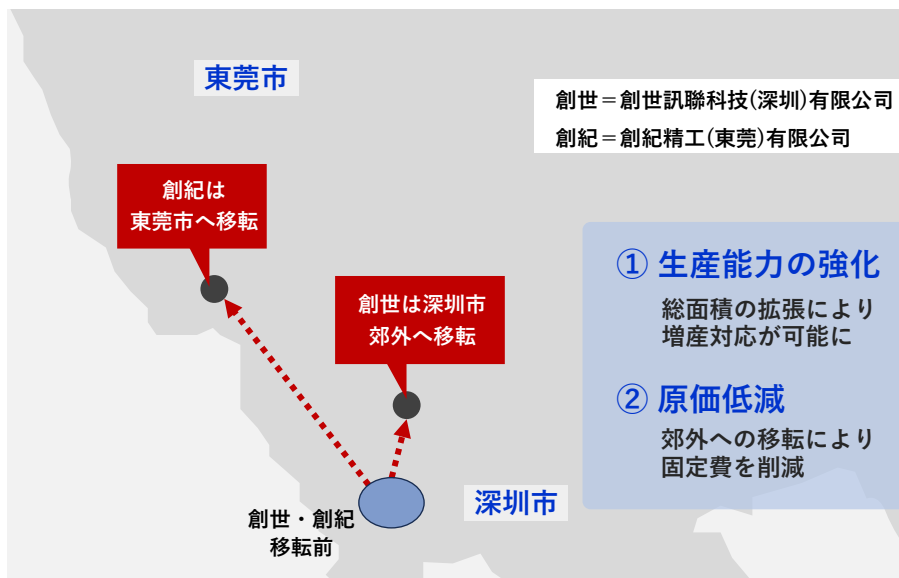 東莞市
創世＝創世訊聯科技(深圳)有限公司
創紀＝創紀精工(東莞)有限公司
創紀は
東莞市へ移転
創世は深圳市
郊外へ移転
① 生産能力の強化
総面積の拡張により
増産対応が可能に
② 原価低減
郊外への移転により
固定費を削減
深圳市
創世・創紀
移転前